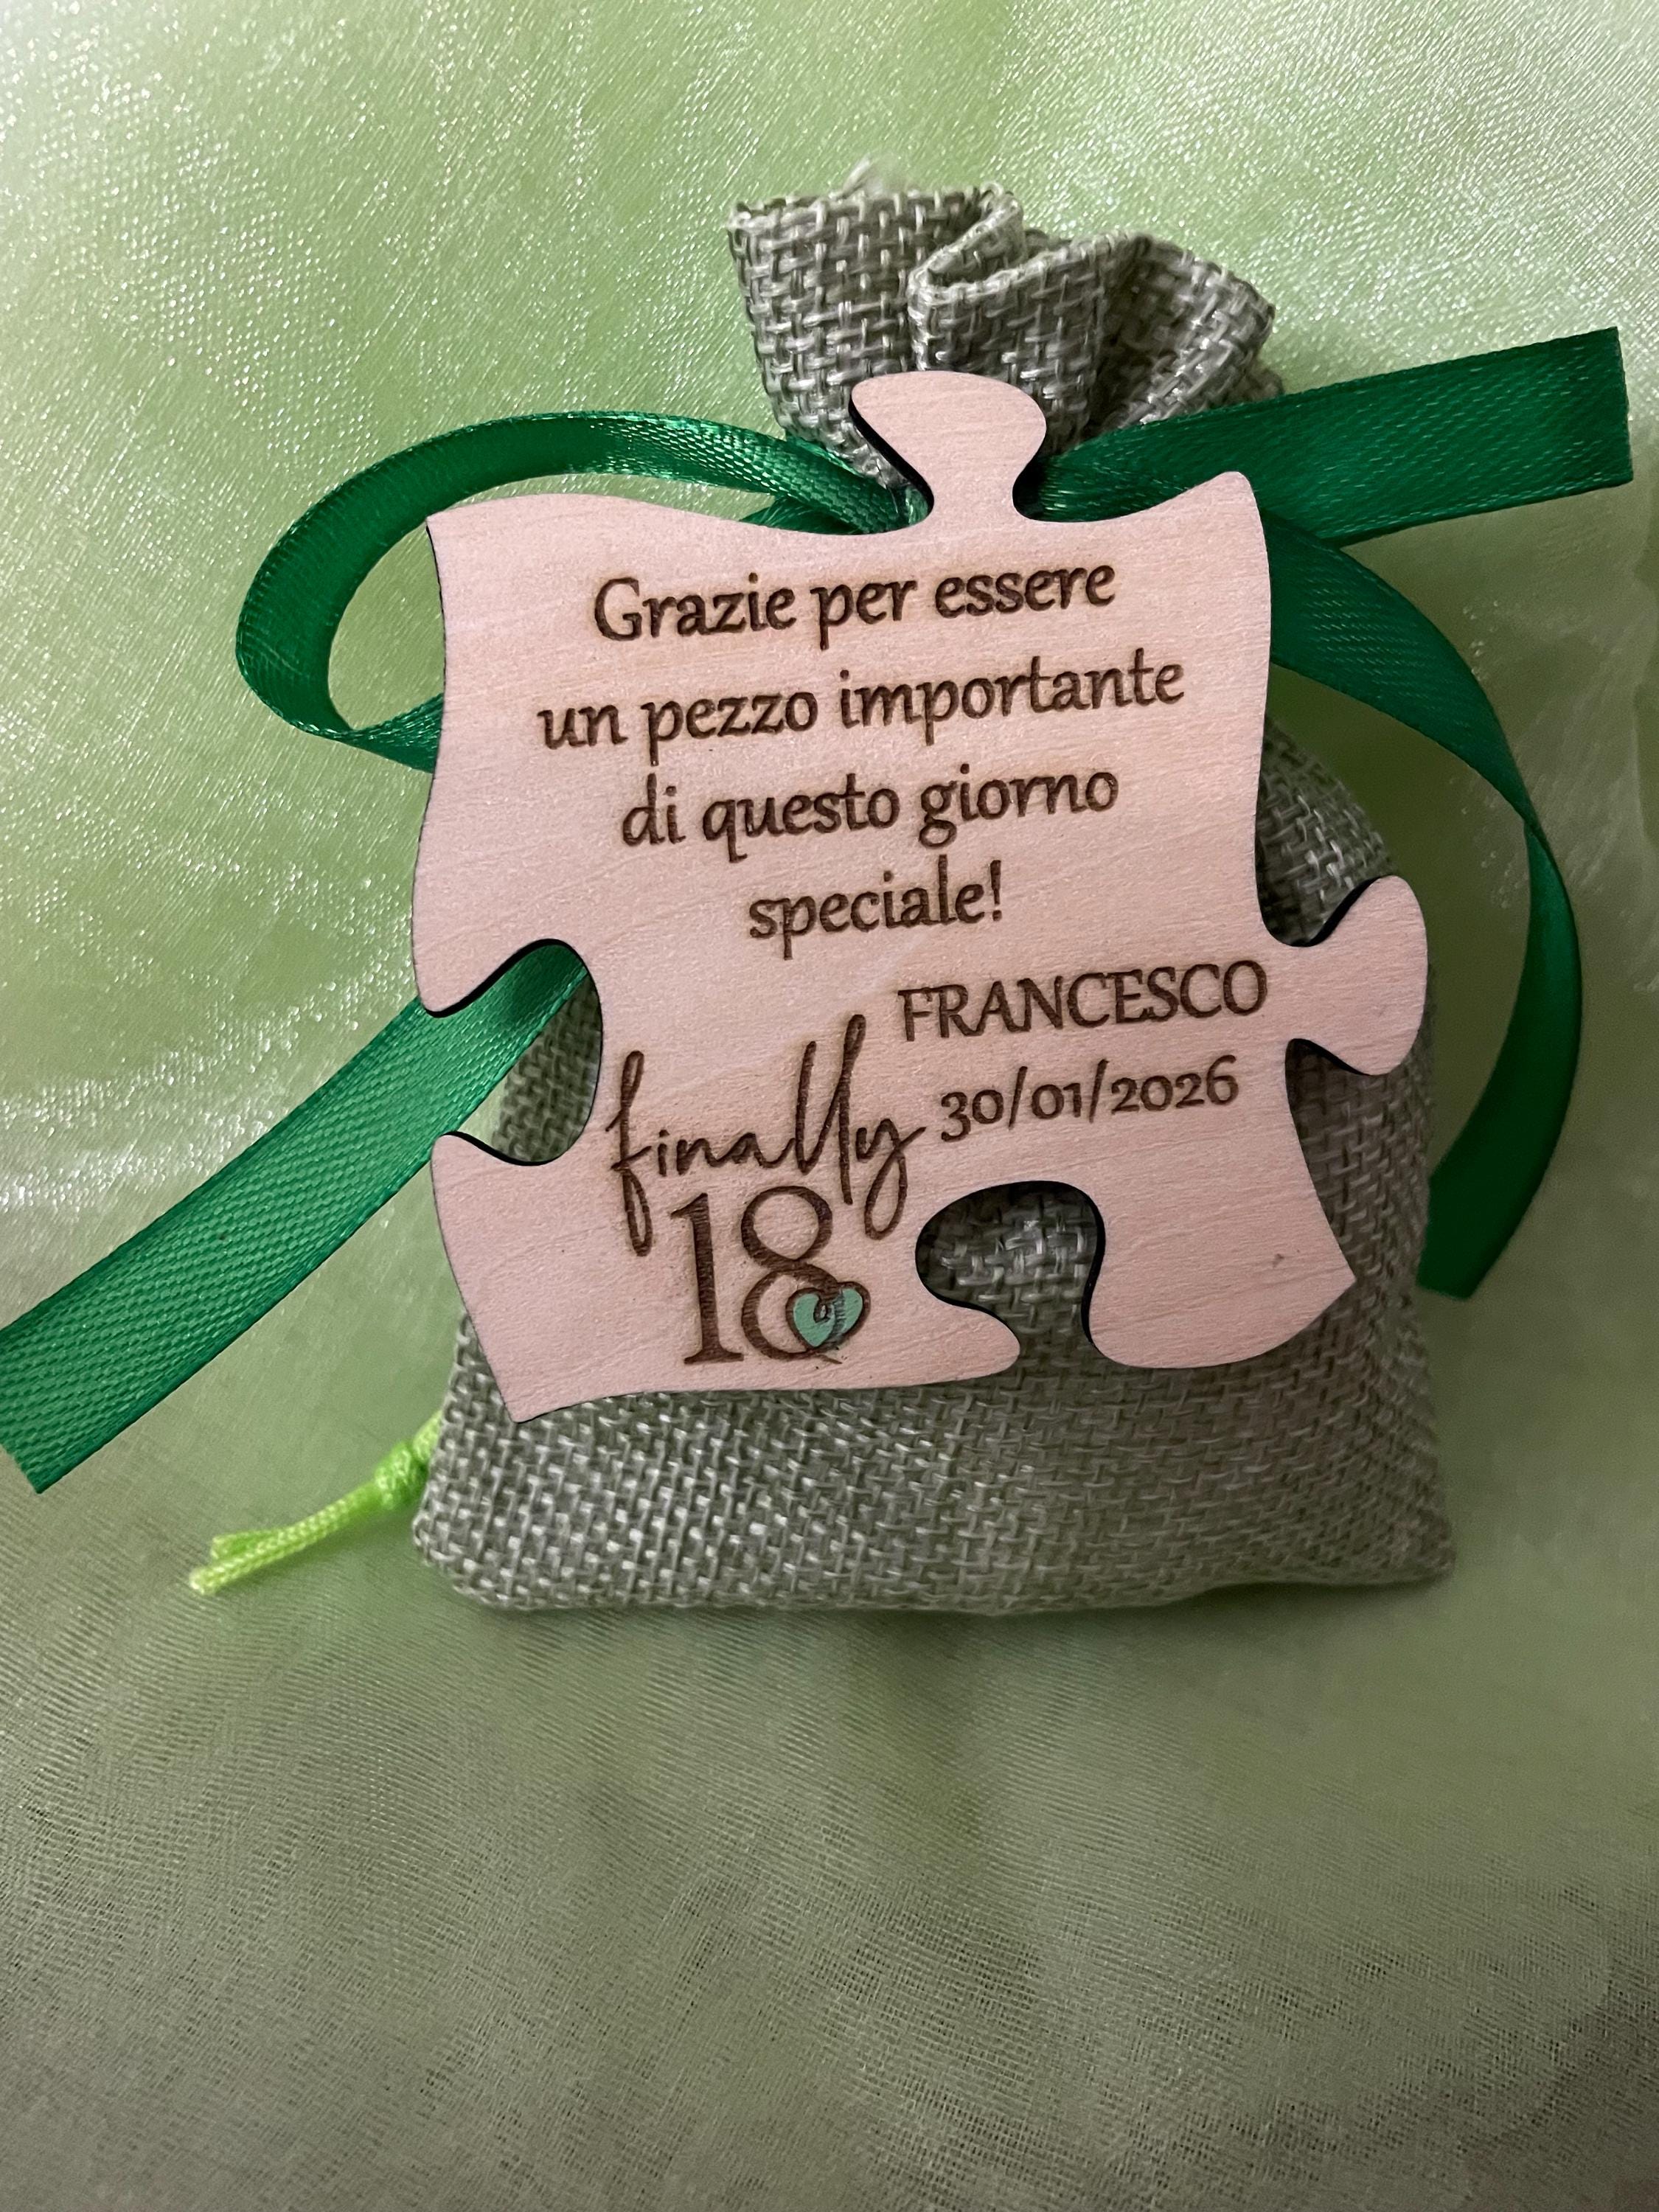 Grazie per essere
un pezzo importante
di questo giorno
speciale!
FRANCESCO
30/01/2026
finally
18